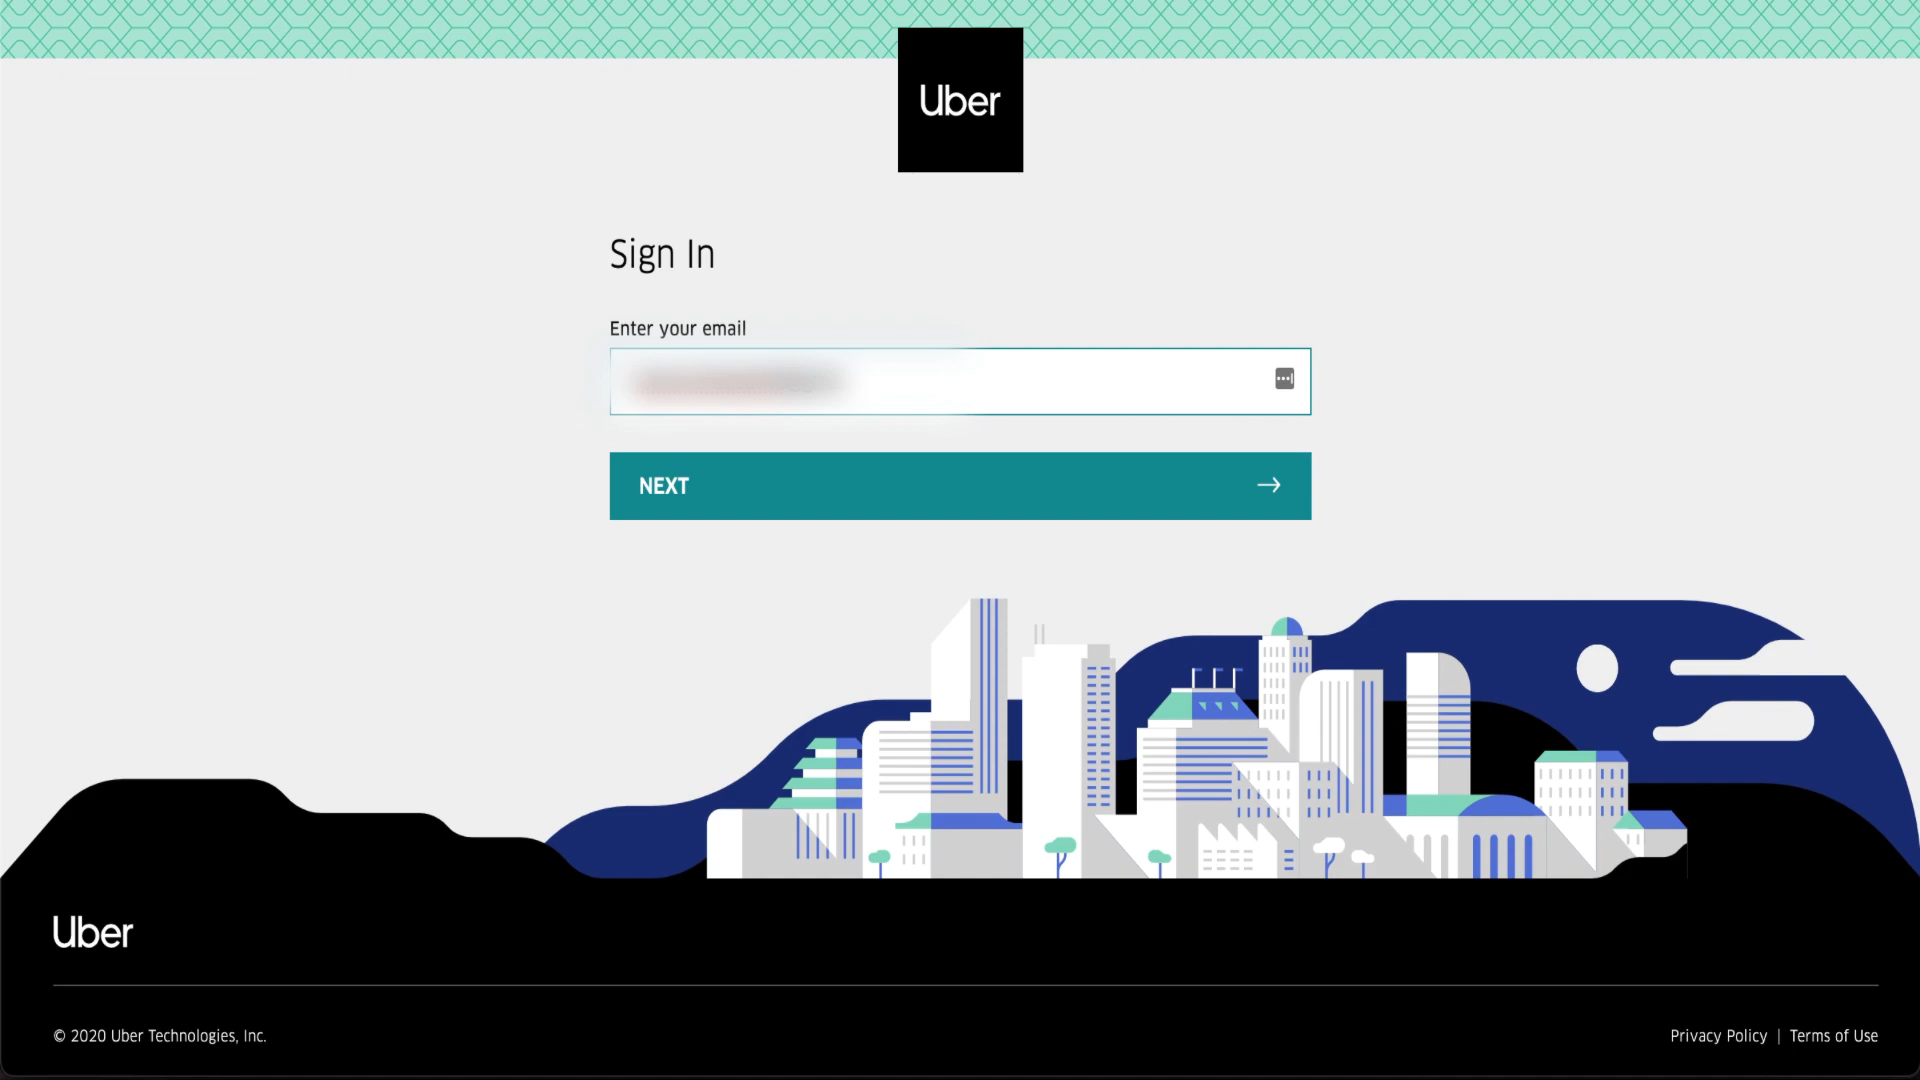 Uber
Sign In
Enter your email
NEXT
Uber
© 2020 Uber Technologies, Inc.
Privacy Policy | Terms of Use